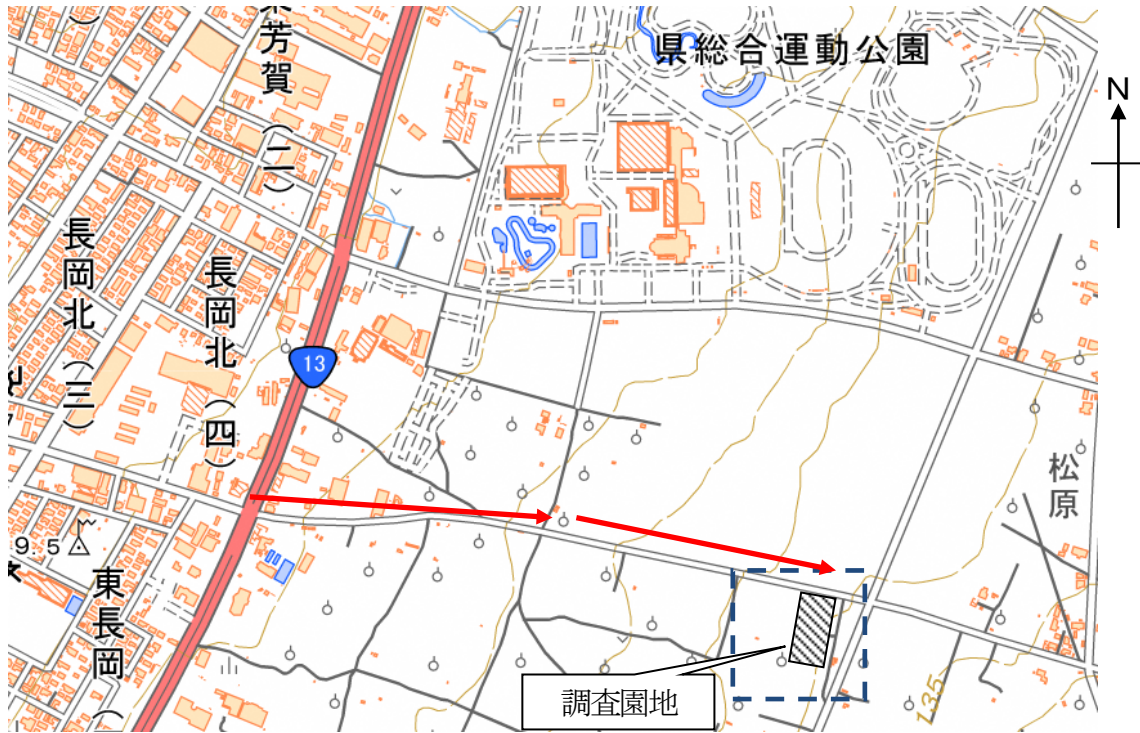 芳賀(二)
県総合運動公園
N
長岡北(三)
長岡北(四)
13
松原
9.5
東長岡(
調査園地
135